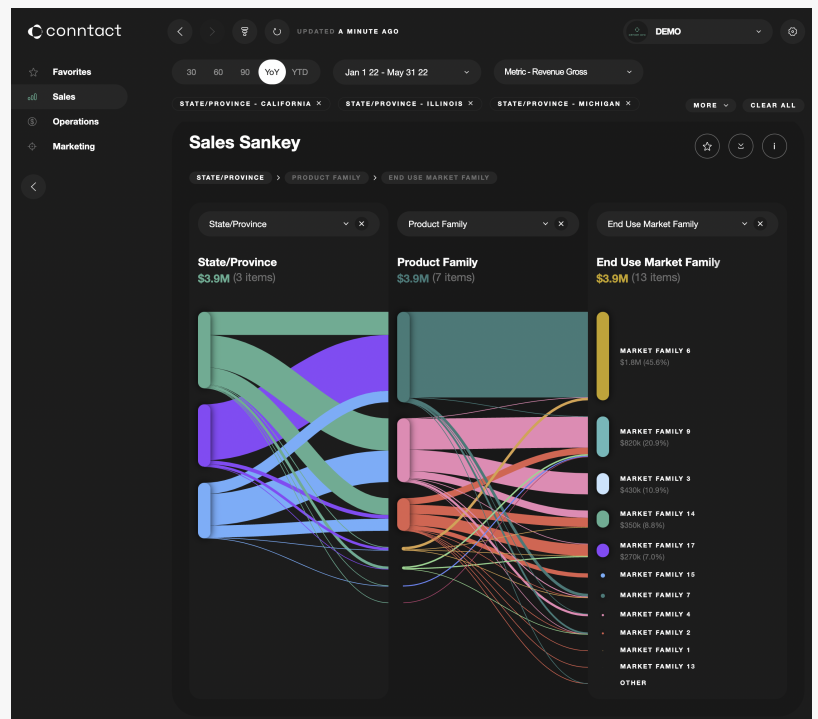 conntact
UPDATED A MINUTE AGO
DEMO
Favorites
Sales
Operations
Marketing
30 60 90 YoY YTD
Jan 1 22 - May 31 22
Metric - Revenue Gross
STATE/PROVINCE - CALIFORNIA ×
STATE/PROVINCE - ILLINOIS ×
STATE/PROVINCE - MICHIGAN ×
MORE
CLEAR ALL
Sales Sankey
i
STATE/PROVINCE > PRODUCT FAMILY > END USE MARKET FAMILY
State/Province
Product Family
End Use Market Family
State/Province
$3.9M (3 items)
Product Family
$3.9M (7 items)
End Use Market Family
$3.9M (13 items)
MARKET FAMILY 6
$1.8M (45.6%)
MARKET FAMILY 9
$820k (20.9%)
MARKET FAMILY 3
$430k (10.9%)
MARKET FAMILY 14
$350k (8.8%)
MARKET FAMILY 17
$270k (7.0%)
MARKET FAMILY 15
MARKET FAMILY 7
MARKET FAMILY 4
MARKET FAMILY 2
MARKET FAMILY 1
MARKET FAMILY 13
OTHER